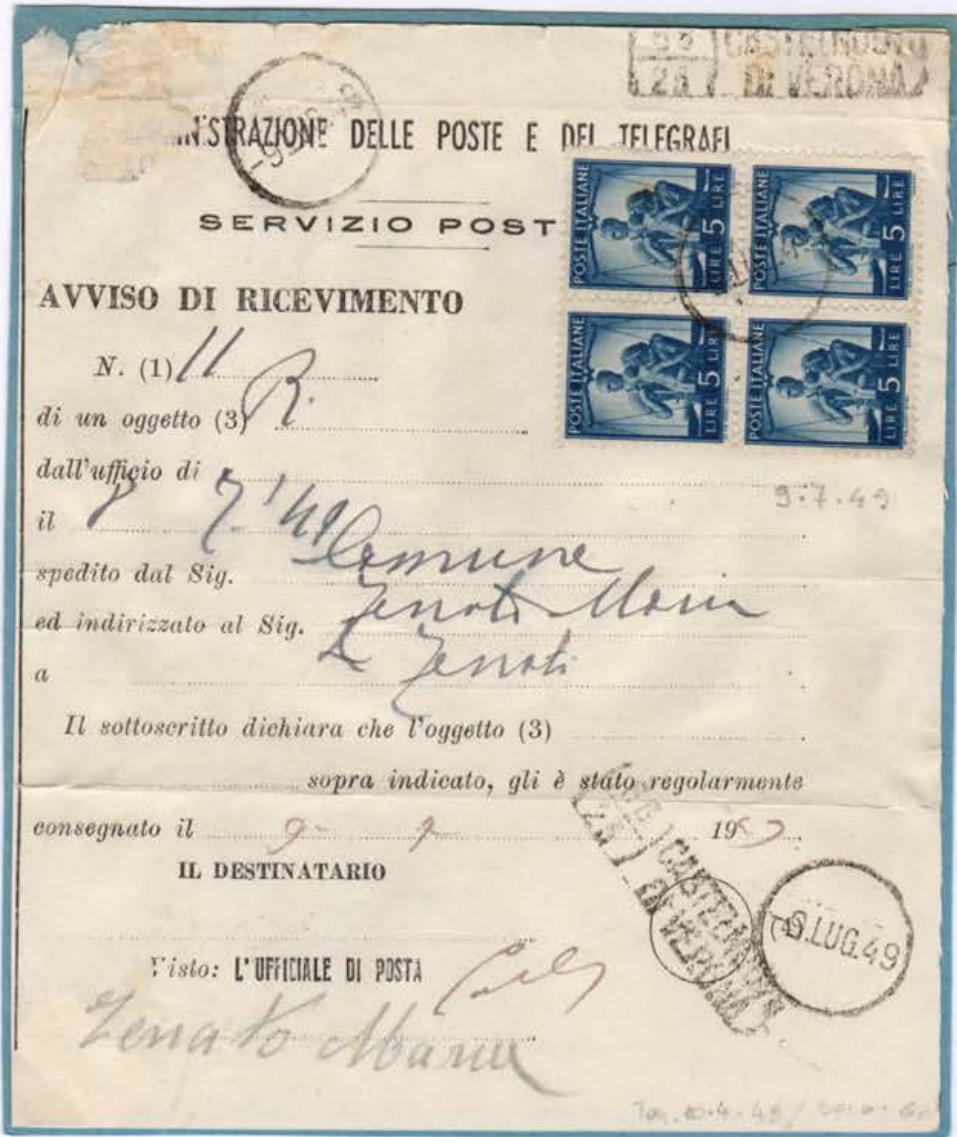 CASTELNUOVO
28 DI VERONA
NISTRAZIONE DELLE POSTE E DEI TELEGRAFI
SERVIZIO POST
POSTE ITALIANE LIRE 5 LIRE
POSTE ITALIANE LIRE 5 LIRE
POSTE ITALIANE LIRE 5 LIRE
POSTE ITALIANE LIRE 5 LIRE
AVVISO DI RICEVIMENTO
N. (1) 11
di un oggetto (3) R.
dall'ufficio di
9.7.49
il 8 7 49
spedito dal Sig. Comune
ed indirizzato al Sig.
a
Il sottoscritto dichiara che l'oggetto (3)
sopra indicato, gli è stato regolarmente
consegnato il 9 - 7 19
IL DESTINATARIO
28 CASTELNUOVO
DI VERONA
9.LUG.49
Visto: L'UFFICIALE DI POSTA
Zenato Maria